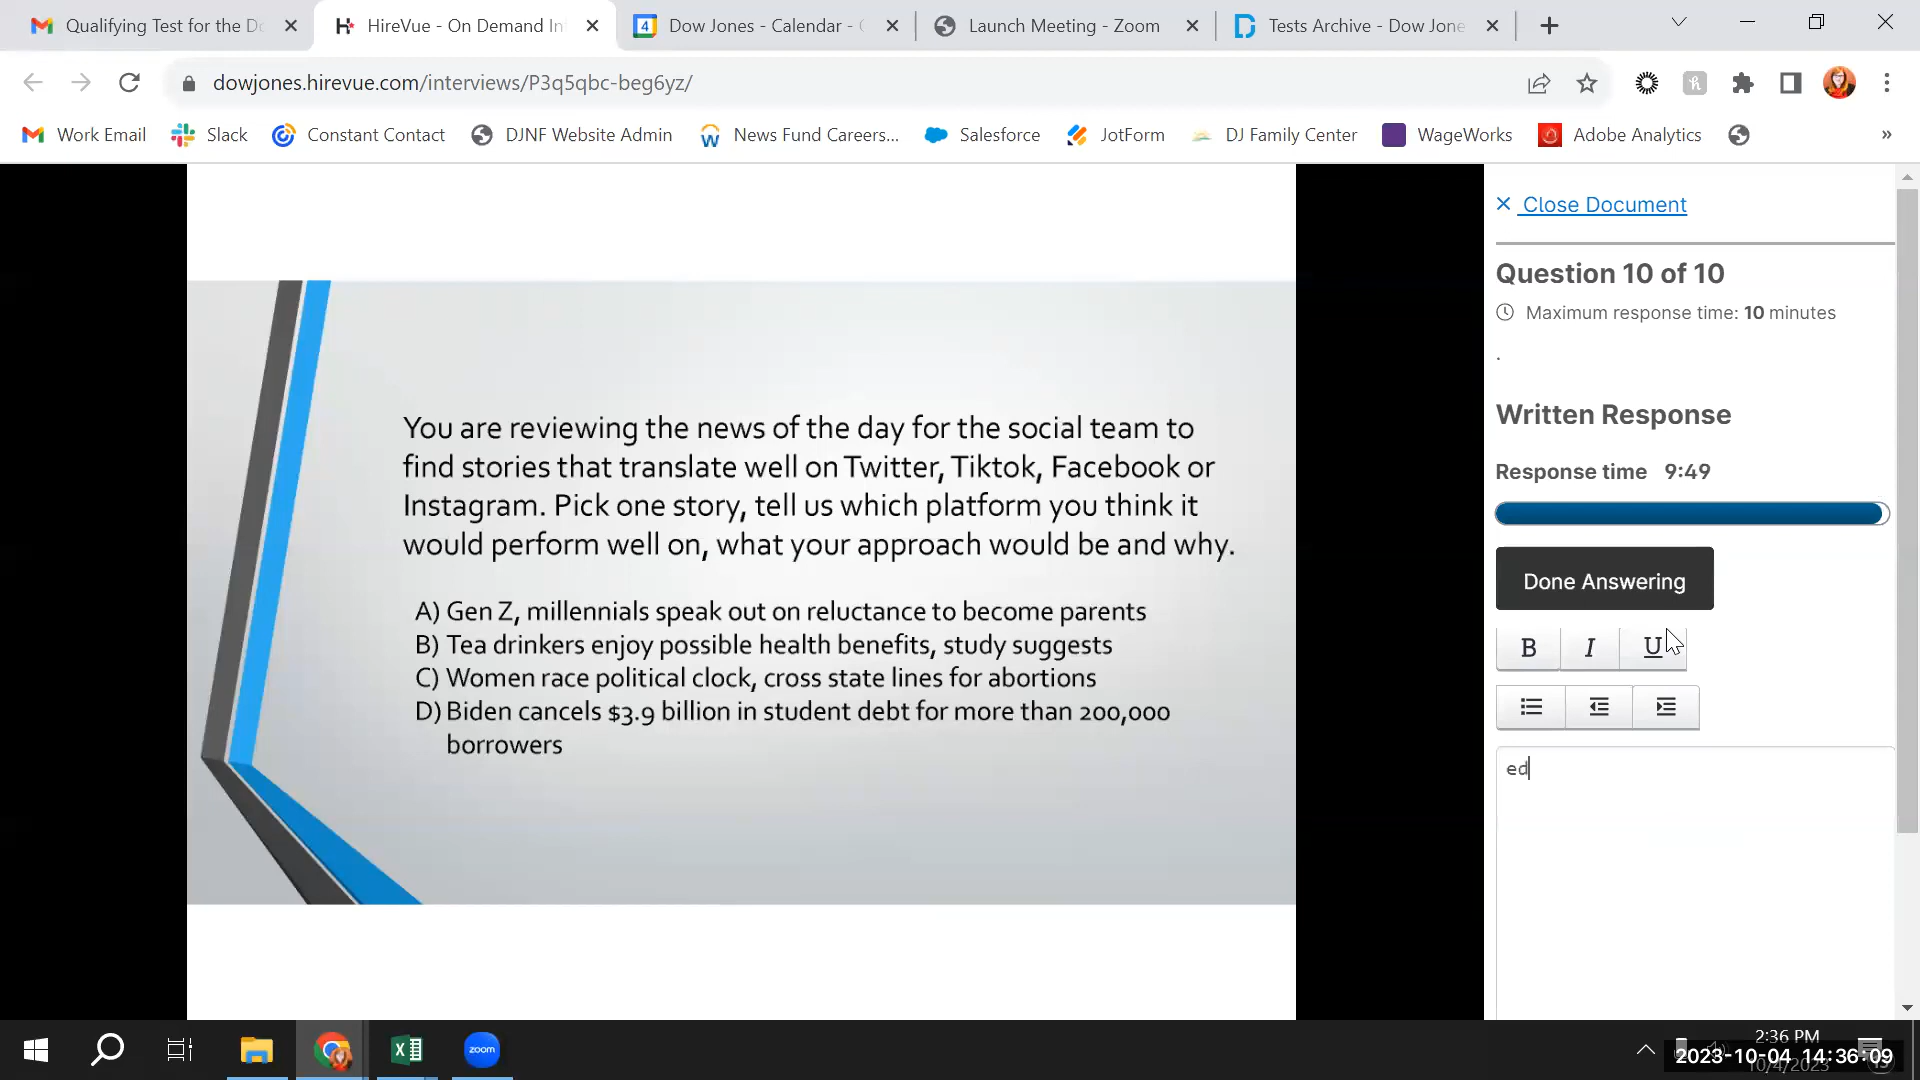 Qualifying Test for the Do
HireVue - On Demand In
4
Dow Jones - Calendar -
Launch Meeting - Zoom
Tests Archive - Dow Jone
dowjones.hirevue.com/interviews/P3q5qbc-beg6yz/
Work Email
Slack
Constant Contact
DJNF Website Admin
News Fund Careers...
Salesforce
JotForm
DJ Family Center
WageWorks
Adobe Analytics
»
× Close Document
Question 10 of 10
Maximum response time: 10 minutes
.
Written Response
Response time 9:49
Done Answering
B I U
ed
You are reviewing the news of the day for the social team to
find stories that translate well on Twitter, Tiktok, Facebook or
Instagram. Pick one story, tell us which platform you think it
would perform well on, what your approach would be and why.
A) Gen Z, millennials speak out on reluctance to become parents
B) Tea drinkers enjoy possible health benefits, study suggests
C) Women race political clock, cross state lines for abortions
D) Biden cancels $3.9 billion in student debt for more than 200,000
borrowers
zoom
2:36 PM
2023-10-04 14:36:09
10/4/2023